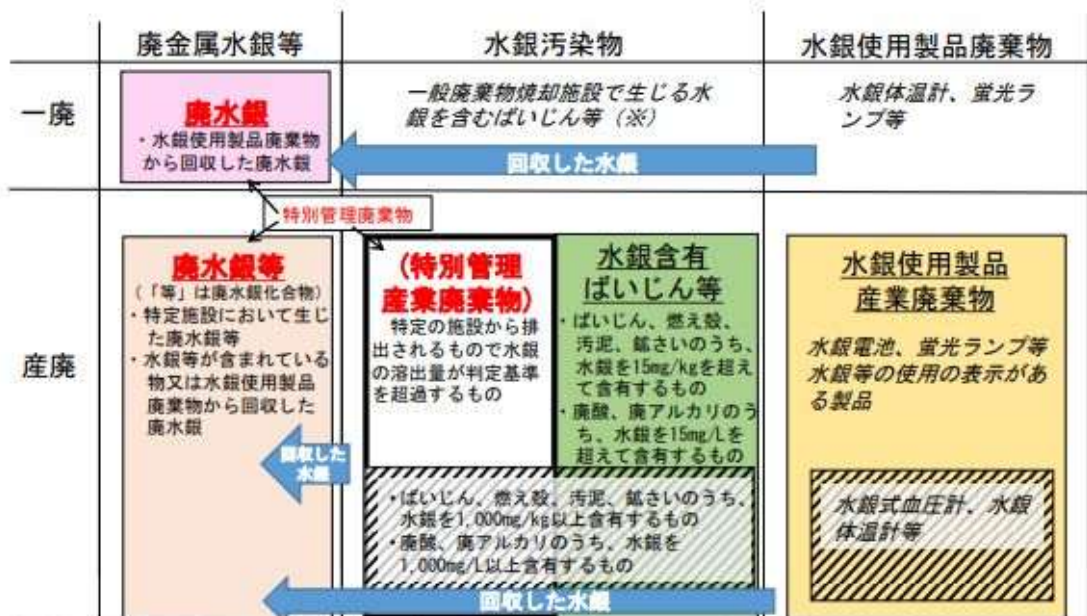 廃金属水銀等
水銀汚染物
水銀使用製品廃棄物
一廃
廃水銀
・水銀使用製品廃棄物
から回収した廃水銀
一般廃棄物焼却施設で生じる水
銀を含むばいじん等（※）
水銀体温計、蛍光ラ
ンプ等
回収した水銀
特別管理廃棄物
産廃
廃水銀等
（「等」は廃水銀化合物）
・特定施設において生じ
た廃水銀等
・水銀等が含まれている
物又は水銀使用製品
廃棄物から回収した
廃水銀
回収した
水銀
（特別管理
産業廃棄物）
特定の施設から排
出されるもので水銀
の溶出量が判定基準
を超過するもの
水銀含有
ばいじん等
・ばいじん、燃え殻、
汚泥、鉱さいのうち、
水銀を15mg/kgを超え
て含有するもの
・廃酸、廃アルカリのう
ち、水銀を15mg/Lを
超えて含有するもの
・ばいじん、燃え殻、汚泥、鉱さいのうち、
水銀を1,000mg/kg以上含有するもの
・廃酸、廃アルカリのうち、水銀を
1,000mg/L以上含有するもの
水銀使用製品
産業廃棄物
水銀電池、蛍光ランプ等
水銀等の使用の表示があ
る製品
水銀式血圧計、水銀
体温計等
回収した水銀